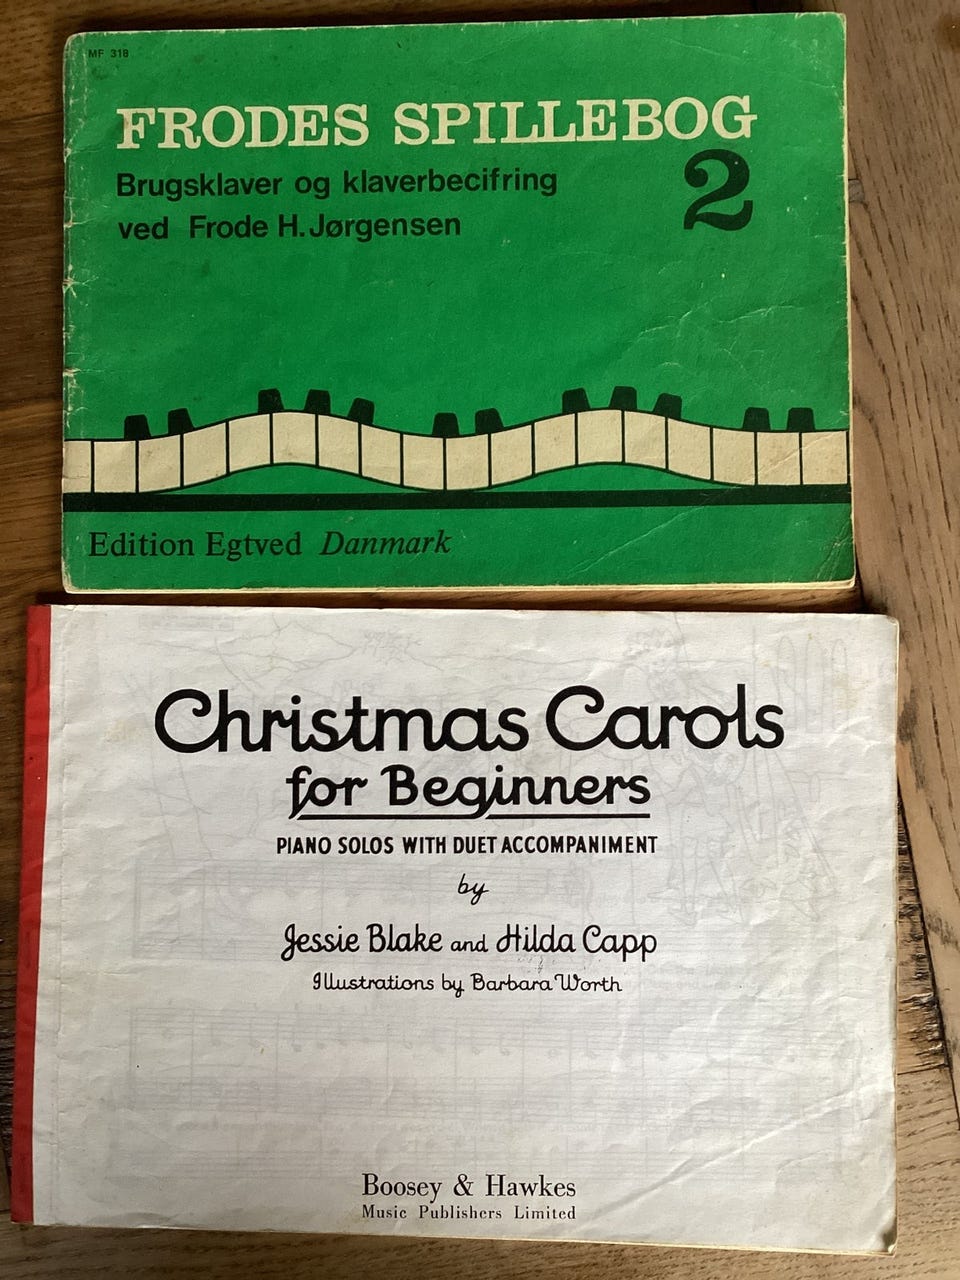 MF 318
FRODES SPILLEBOG
2
Brugsklaver og klaverbecifring
ved Frode H. Jørgensen
Edition Egtved Danmark
Christmas Carols
for Beginners
PIANO SOLOS WITH DUET ACCOMPANIMENT
by
Jessie Blake and Hilda Capp
Illustrations by Barbara Worth
Boosey & Hawkes
Music Publishers Limited